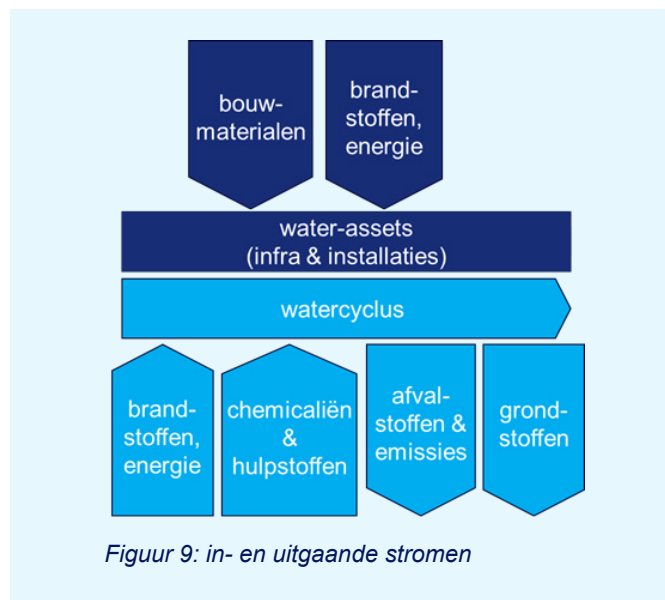 bouw-
materialen
brand-
stoffen,
energie
water-assets
(infra & installaties)
watercyclus
brand-
stoffen,
energie
chemicaliën
&
hulpstoffen
afval-
stoffen &
emissies
grond-
stoffen
Figuur 9: in- en uitgaande stromen